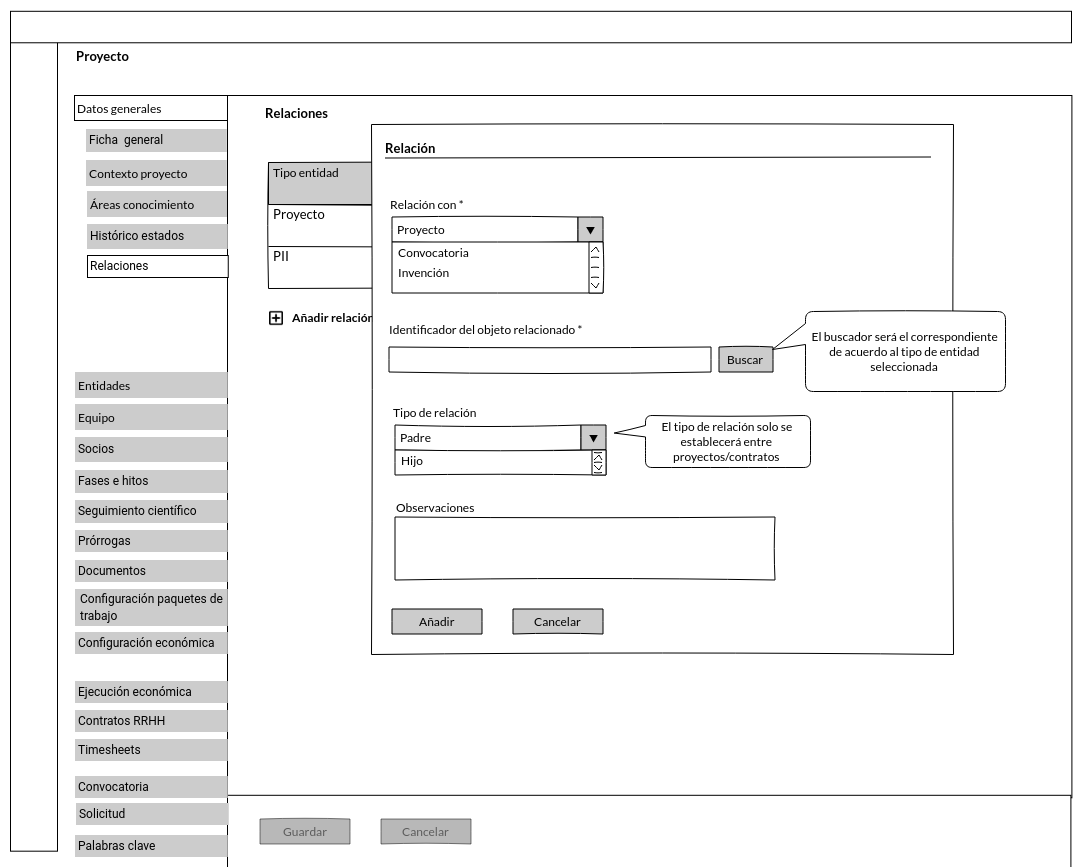 Proyecto
Datos generales
Ficha general
Contexto proyecto
Áreas conocimiento
Histórico estados
Relaciones
Entidades
Equipo
Socios
Fases e hitos
Seguimiento científico
Prórrogas
Documentos
Configuración paquetes de
trabajo
Configuración económica
Ejecución económica
Contratos RRHH
Timesheets
Convocatoria
Solicitud
Palabras clave
Relaciones
Tipo entidad
Proyecto
PII
Añadir relación
Relación
Relación con *
Proyecto
Convocatoria
Invención
Identificador del objeto relacionado *
Buscar
El buscador será el correspondiente
de acuerdo al tipo de entidad
seleccionada
Tipo de relación
Padre
Hijo
El tipo de relación solo se
establecerá entre
proyectos/contratos
Observaciones
Añadir
Cancelar
Guardar
Cancelar